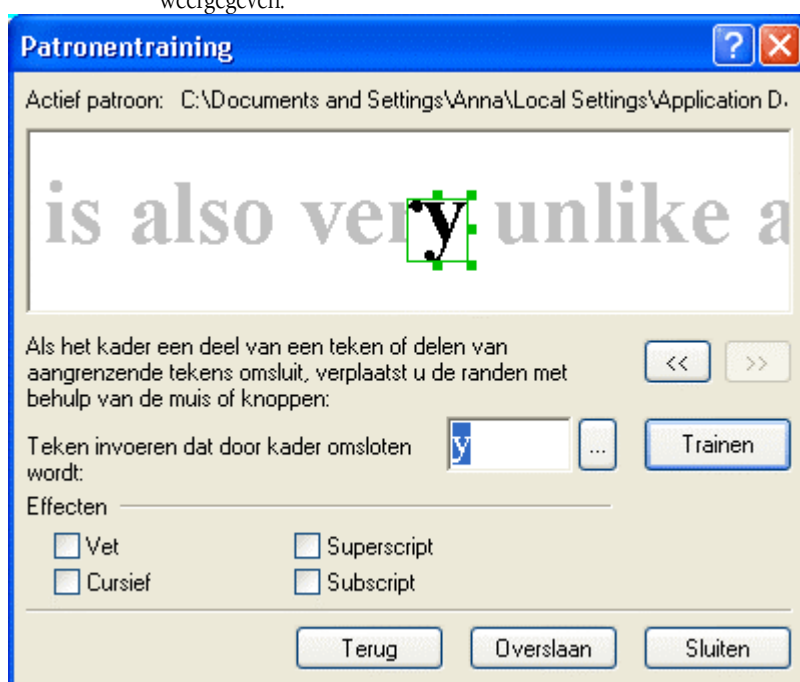 weergegeven.
Patronentraining
Actief patroon: C:\Documents and Settings\Anna\Local Settings\Application D
is also very unlike a
Als het kader een deel van een teken of delen van
aangrenzende tekens omsluit, verplaatst u de randen met
behulp van de muis of knoppen:
<< >>
Teken invoeren dat door kader omsloten
wordt:
y ... Trainen
Effecten
Vet Superscript
Cursief Subscript
Terug Overslaan Sluiten